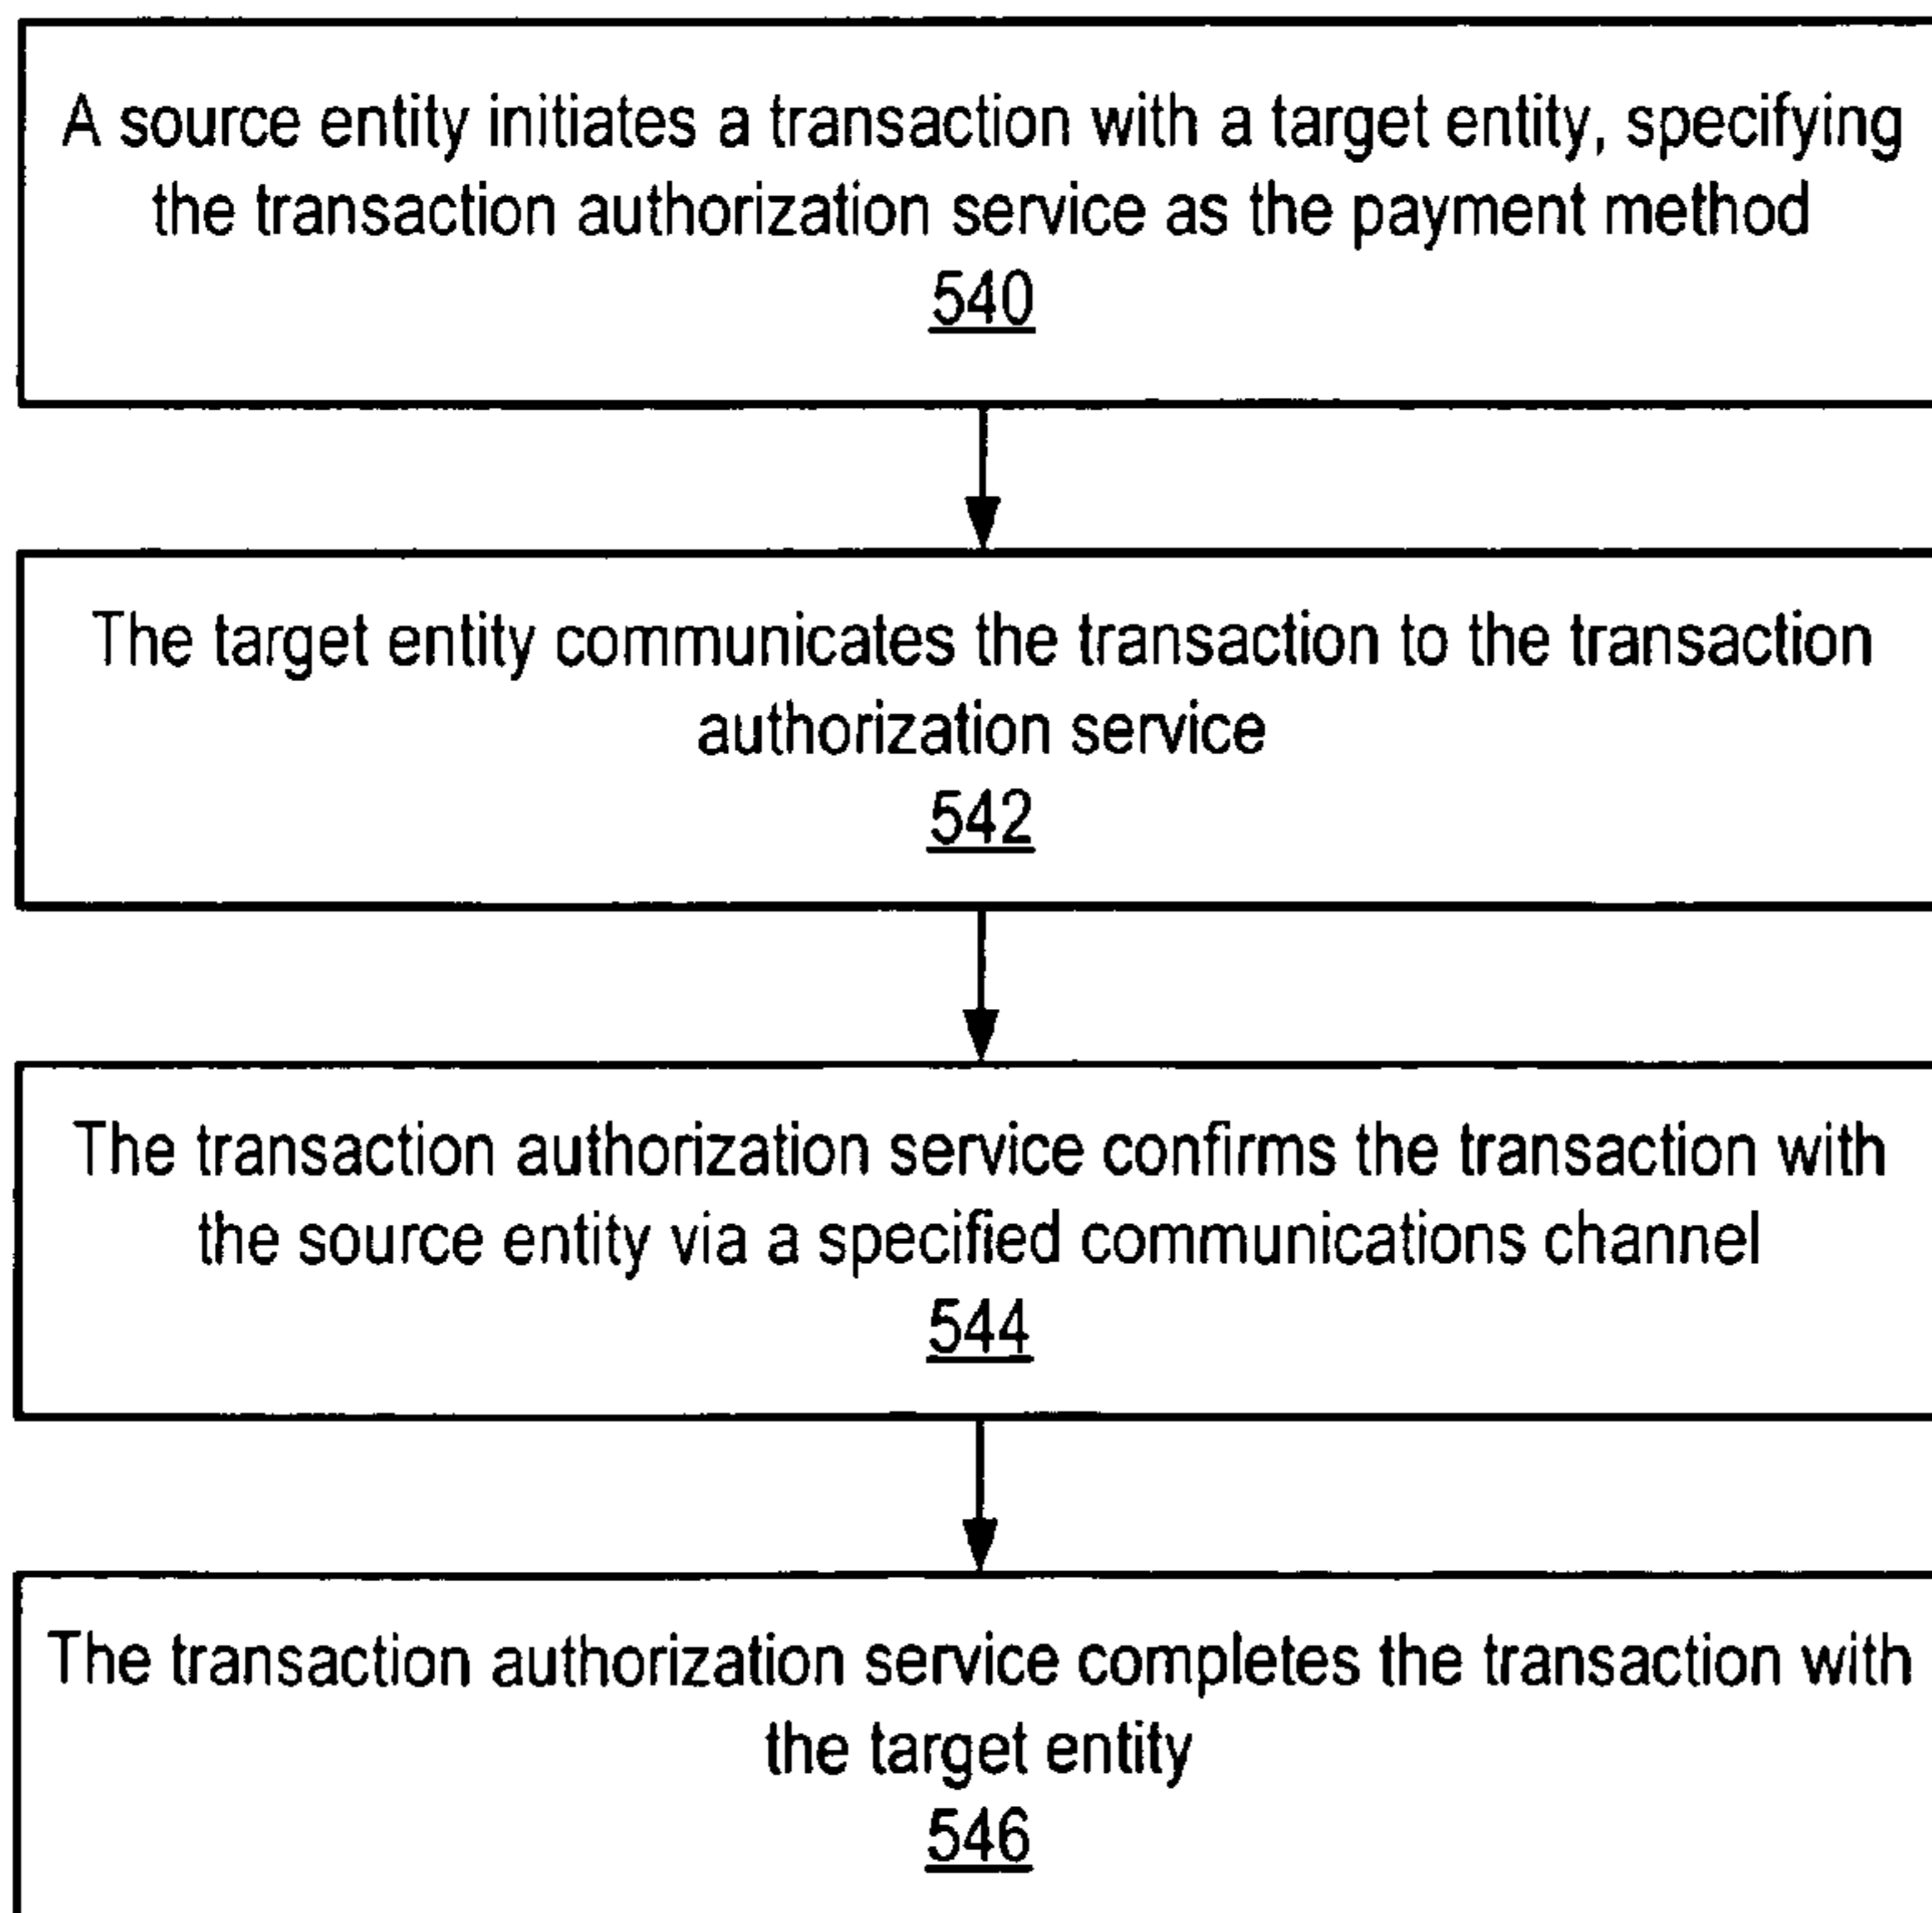 A source entity initiates a transaction with a target entity, specifying
the transaction authorization service as the payment method
540
The target entity communicates the transaction to the transaction
authorization service
542
The transaction authorization service confirms the transaction with
the source entity via a specified communications channel
544
The transaction authorization service completes the transaction with
the target entity
546